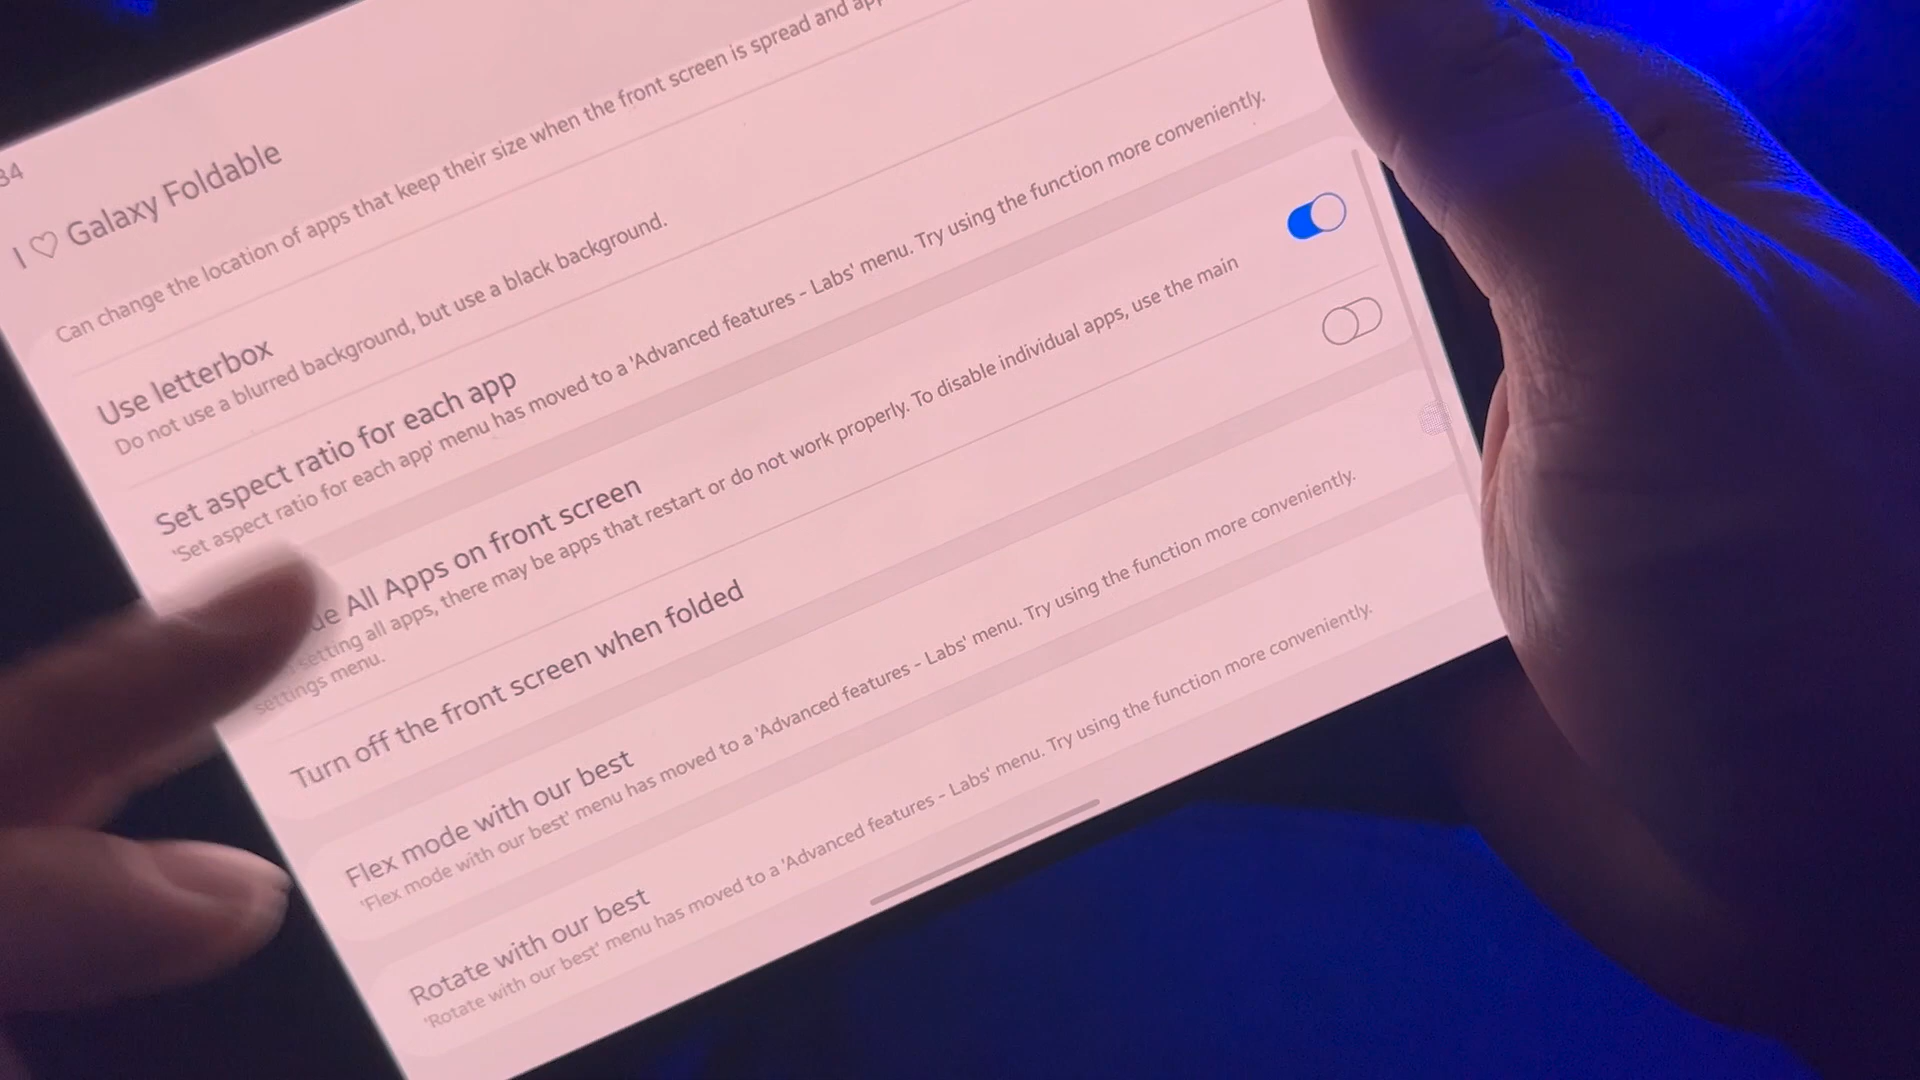 34
I ♡ Galaxy Foldable
Can change the location of apps that keep their size when the front screen is spread and
Use letterbox
Do not use a blurred background, but use a black background.
Set aspect ratio for each app
'Set aspect ratio for each app' menu has moved to a 'Advanced features - Labs' menu. Try using the function more conveniently.
All Apps on front screen
setting all apps, there may be apps that restart or do not work properly. To disable individual apps, use the main
settings menu.
Turn off the front screen when folded
Flex mode with our best
'Flex mode with our best' menu has moved to a 'Advanced features - Labs' menu. Try using the function more conveniently.
Rotate with our best
'Rotate with our best' menu has moved to a 'Advanced features - Labs' menu. Try using the function more conveniently.